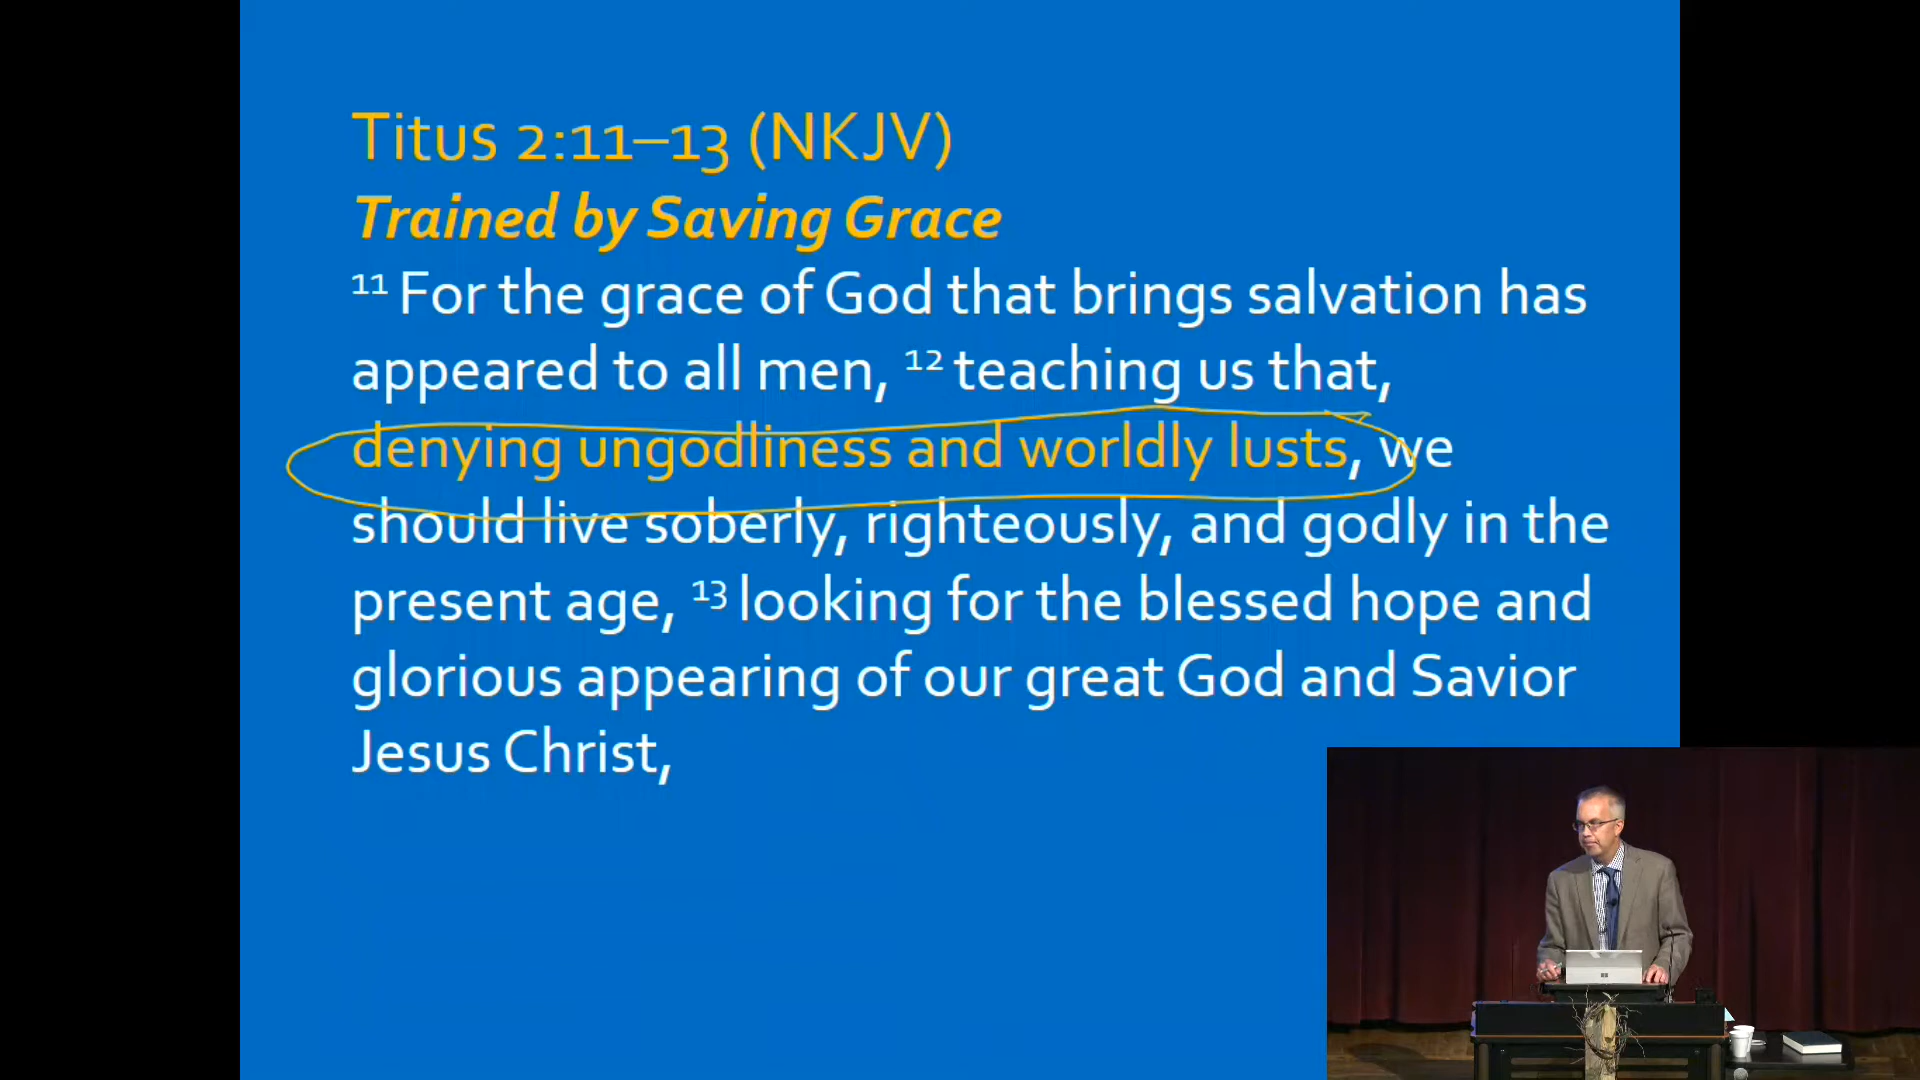 Titus 2:11–13 (NKJV)
Trained by Saving Grace
11 For the grace of God that brings salvation has
appeared to all men, 12 teaching us that,
denying ungodliness and worldly lusts, we
should live soberly, righteously, and godly in the
present age, 13 looking for the blessed hope and
glorious appearing of our great God and Savior
Jesus Christ,